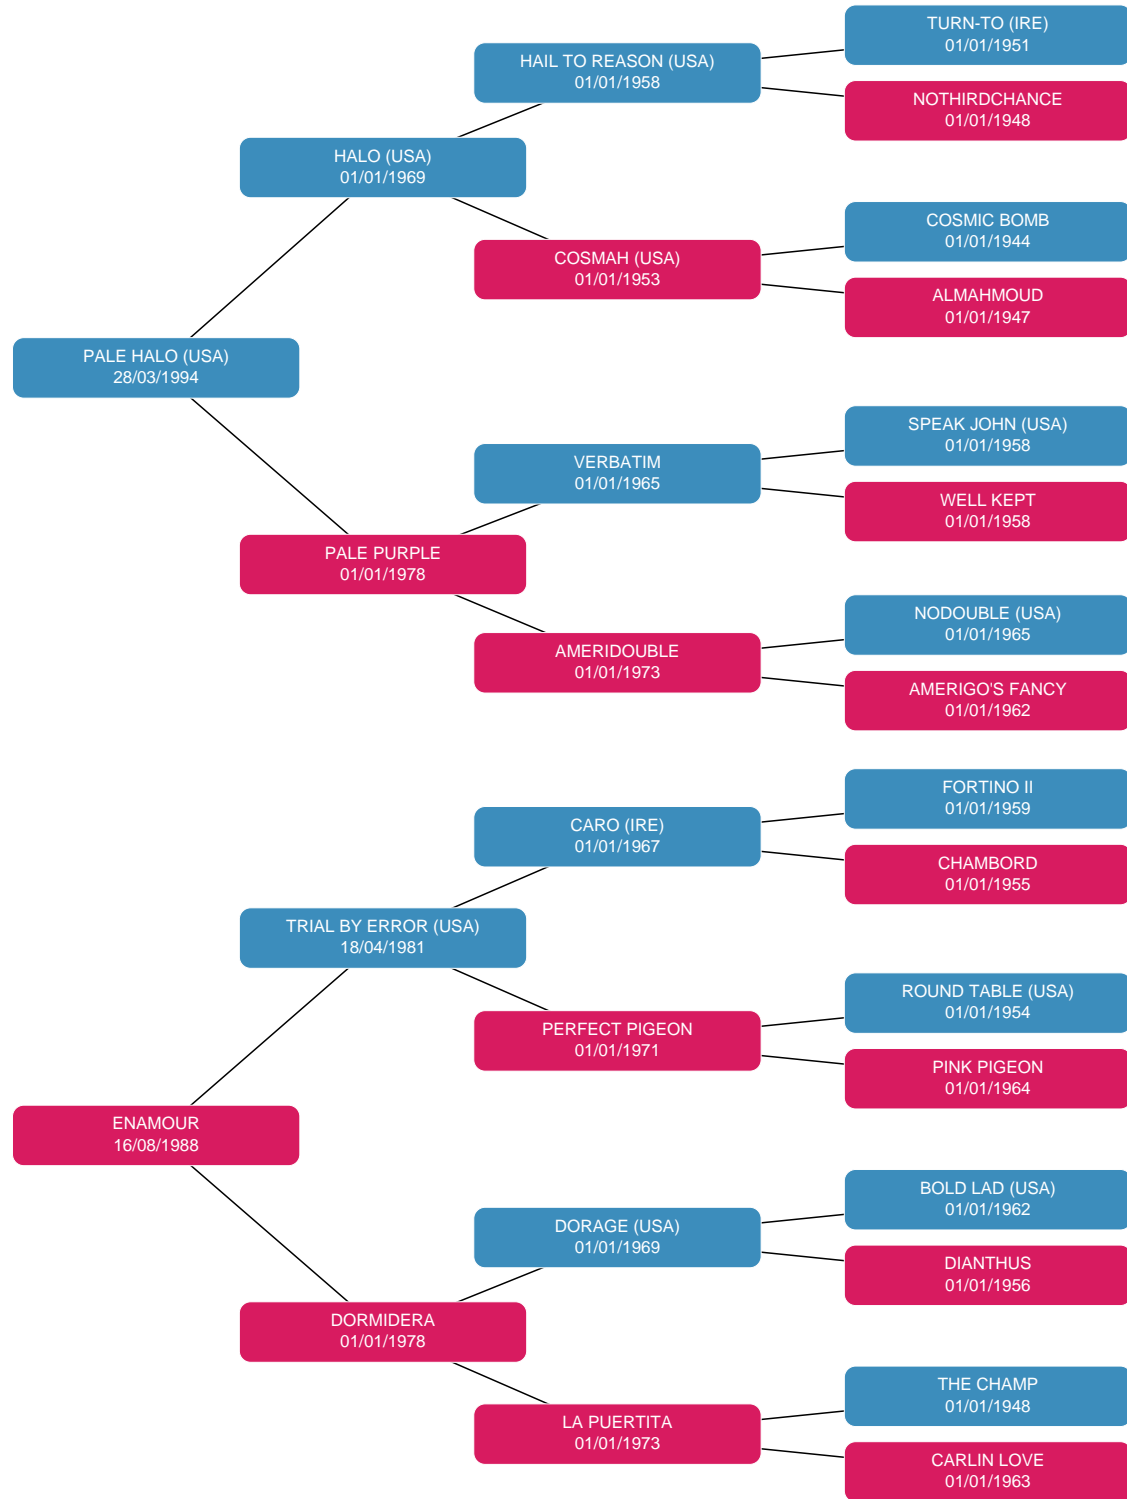 TURN-TO (IRE)
01/01/1951
HAIL TO REASON (USA)
01/01/1958
NOTHIRDCHANCE
01/01/1948
HALO (USA)
01/01/1969
COSMIC BOMB
01/01/1944
COSMAH (USA)
01/01/1953
ALMAHMOUD
01/01/1947
PALE HALO (USA)
28/03/1994
SPEAK JOHN (USA)
01/01/1958
VERBATIM
01/01/1965
WELL KEPT
01/01/1958
PALE PURPLE
01/01/1978
NODOUBLE (USA)
01/01/1965
AMERIDOUBLE
01/01/1973
AMERIGO'S FANCY
01/01/1962
FORTINO II
01/01/1959
CARO (IRE)
01/01/1967
CHAMBORD
01/01/1955
TRIAL BY ERROR (USA)
18/04/1981
ROUND TABLE (USA)
01/01/1954
PERFECT PIGEON
01/01/1971
PINK PIGEON
01/01/1964
ENAMOUR
16/08/1988
BOLD LAD (USA)
01/01/1962
DORAGE (USA)
01/01/1969
DIANTHUS
01/01/1956
DORMIDERA
01/01/1978
THE CHAMP
01/01/1948
LA PUERTITA
01/01/1973
CARLIN LOVE
01/01/1963